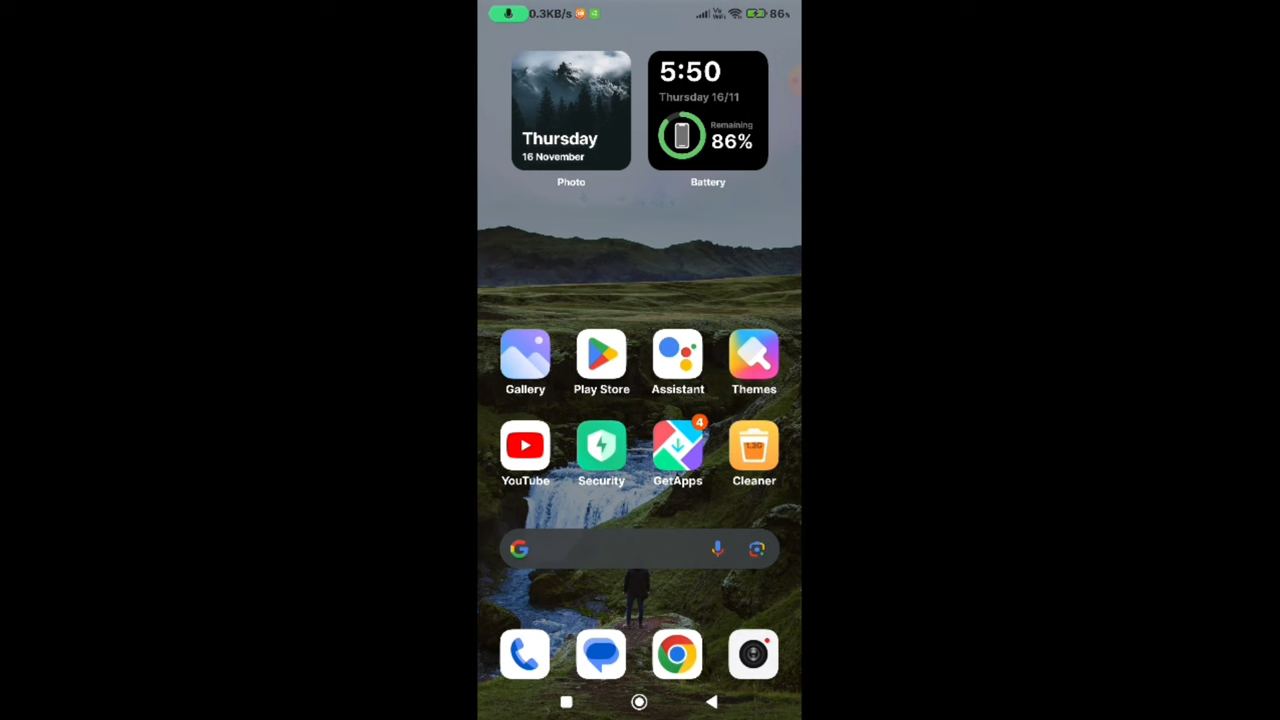 0.3KB/s 86%
Thursday
16 November
Photo
5:50
Thursday 16/11
Remaining
86%
Battery
Gallery Play Store Assistant Themes
4
YouTube Security GetApps Cleaner